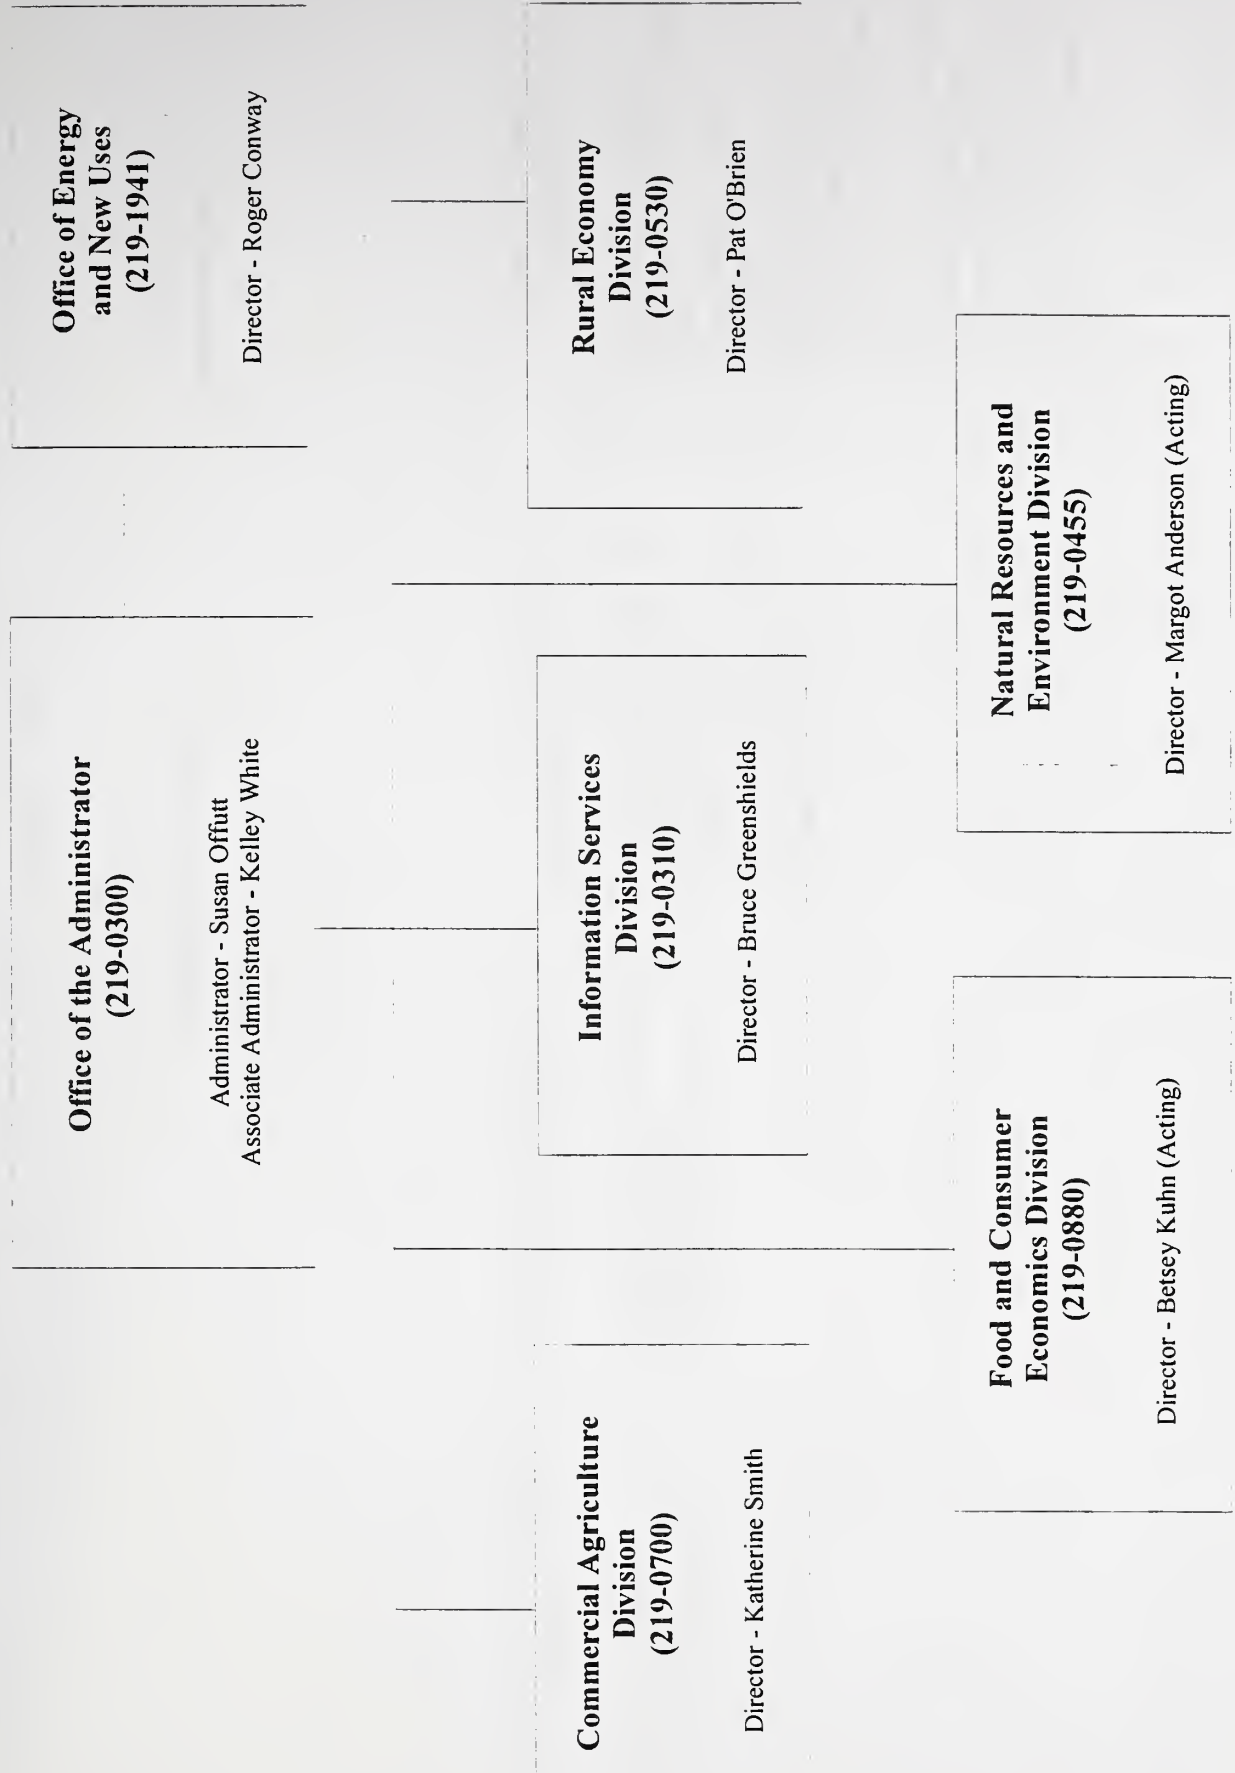 Office of the Administrator
(219-0300)
Administrator - Susan Offutt
Associate Administrator - Kelley White
Office of Energy
and New Uses
(219-1941)
Director - Roger Conway
Commercial Agriculture
Division
(219-0700)
Director - Katherine Smith
Information Services
Division
(219-0310)
Director - Bruce Greenshields
Rural Economy
Division
(219-0530)
Director - Pat O'Brien
Food and Consumer
Economics Division
(219-0880)
Director - Betsey Kuhn (Acting)
Natural Resources and
Environment Division
(219-0455)
Director - Margot Anderson (Acting)